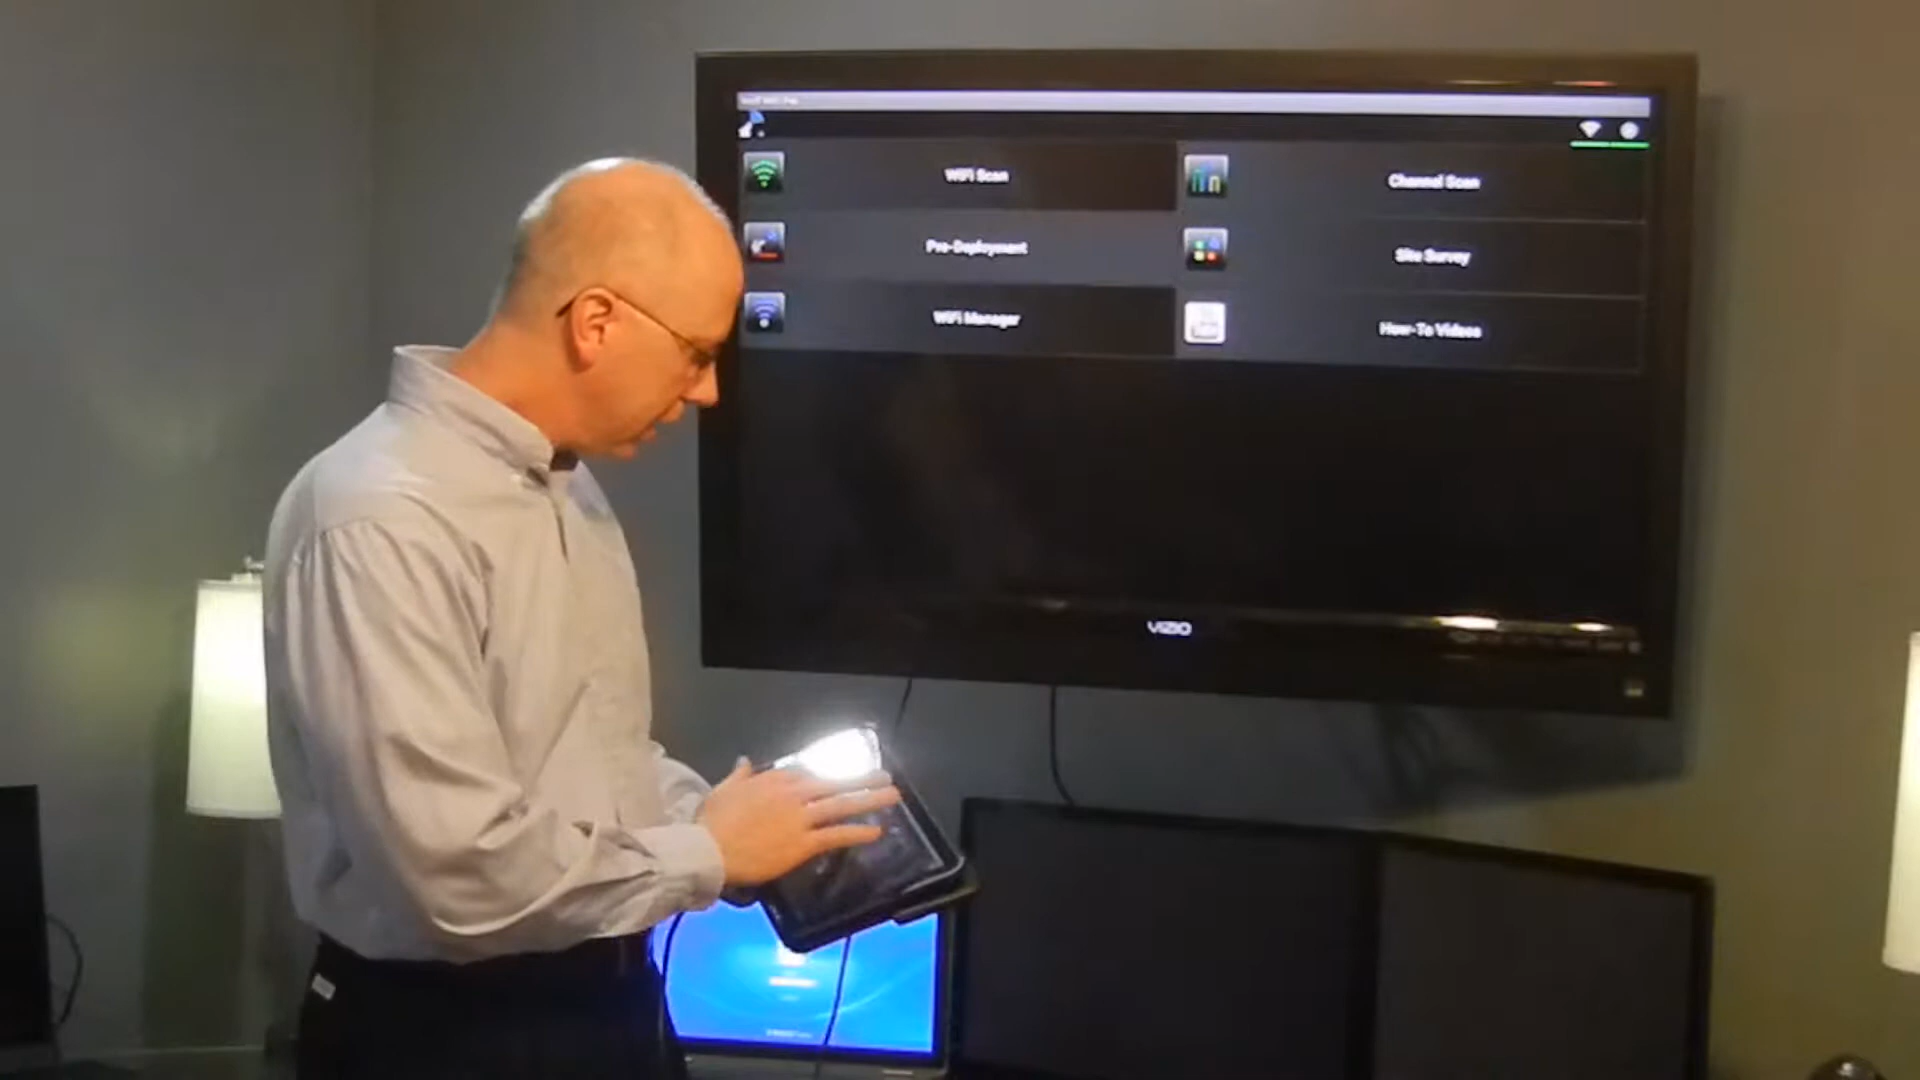 WiFi Scan
Channel Scan
Pre-Deployment
Site Survey
WiFi Manager
How-To Videos
VIZIO